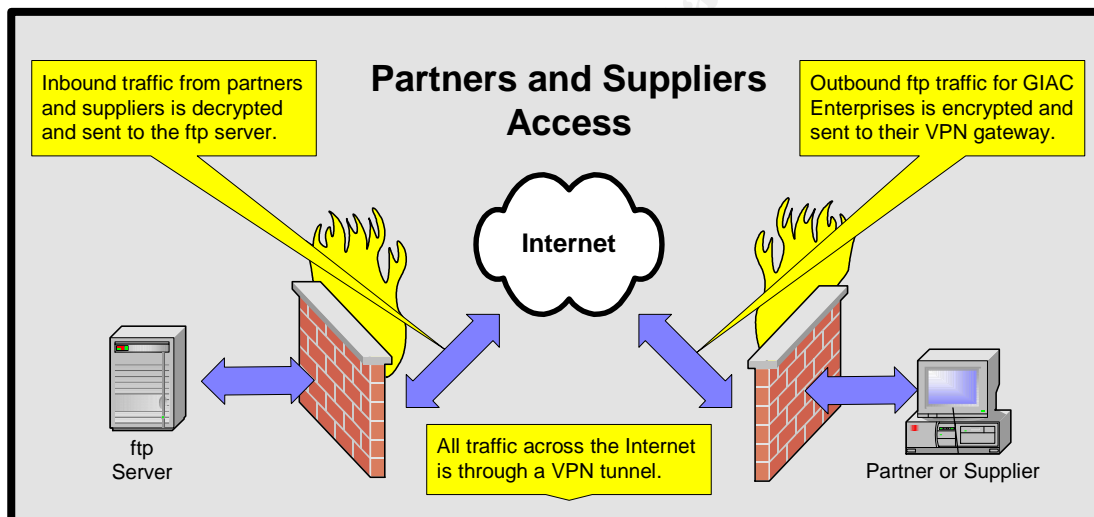 Partners and Suppliers
Access
Inbound traffic from partners
and suppliers is decrypted
and sent to the ftp server.
Outbound ftp traffic for GIAC
Enterprises is encrypted and
sent to their VPN gateway.
Internet
ftp
Server
All traffic across the Internet
is through a VPN tunnel.
Partner or Supplier